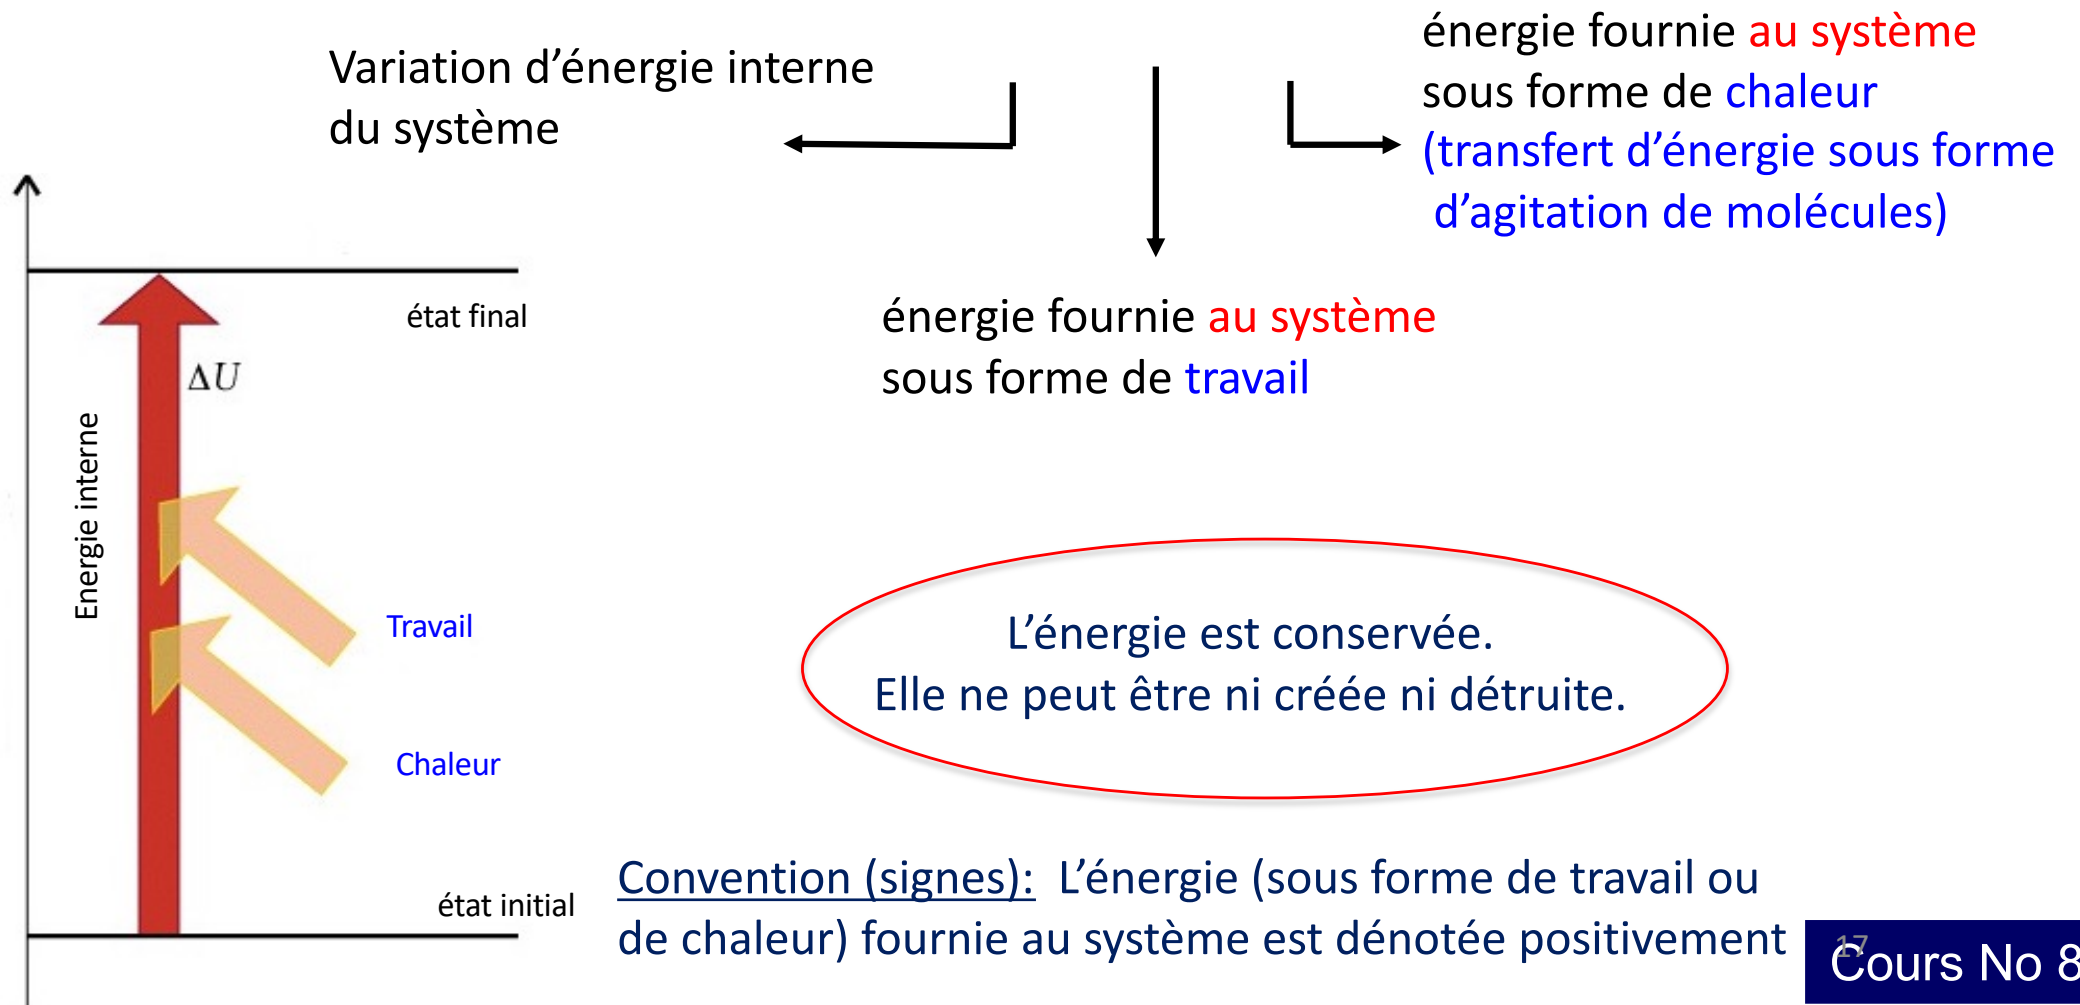 Variation d’énergie interne
du système
énergie fournie au système
sous forme de chaleur
(transfert d’énergie sous forme
d’agitation de molécules)
énergie fournie au système
sous forme de travail
état final
ΔU
Energie interne
Travail
Chaleur
état initial
L’énergie est conservée.
Elle ne peut être ni créée ni détruite.
Convention (signes): L’énergie (sous forme de travail ou
de chaleur) fournie au système est dénotée positivement
17
Cours No 8